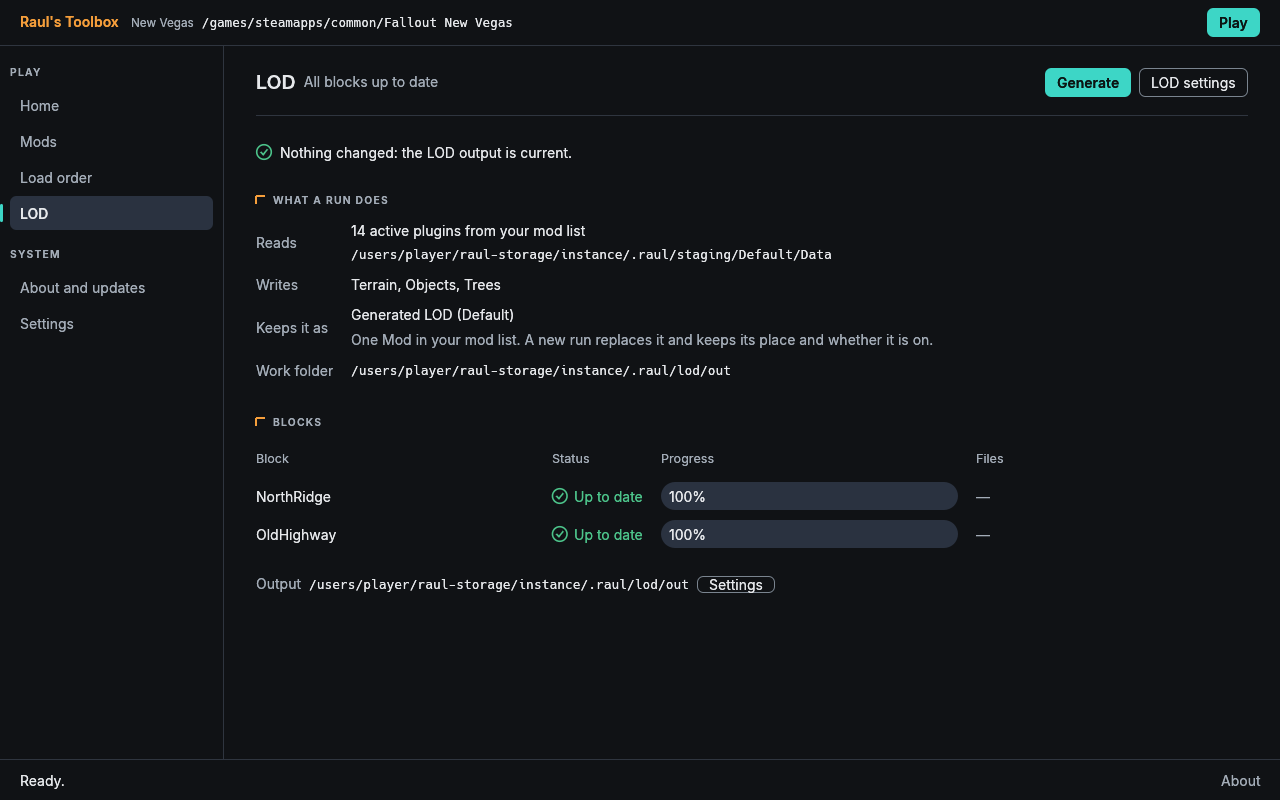 Raul's Toolbox New Vegas /games/steamapps/common/Fallout New Vegas Play
PLAY
Home
Mods
Load order
LOD
SYSTEM
About and updates
Settings
LOD All blocks up to date Generate LOD settings
Nothing changed: the LOD output is current.
WHAT A RUN DOES
Reads 14 active plugins from your mod list
/users/player/raul-storage/instance/.raul/staging/Default/Data
Writes Terrain, Objects, Trees
Keeps it as Generated LOD (Default)
One Mod in your mod list. A new run replaces it and keeps its place and whether it is on.
Work folder /users/player/raul-storage/instance/.raul/lod/out
BLOCKS
Block Status Progress Files
NorthRidge Up to date 100% —
OldHighway Up to date 100% —
Output /users/player/raul-storage/instance/.raul/lod/out Settings
Ready. About